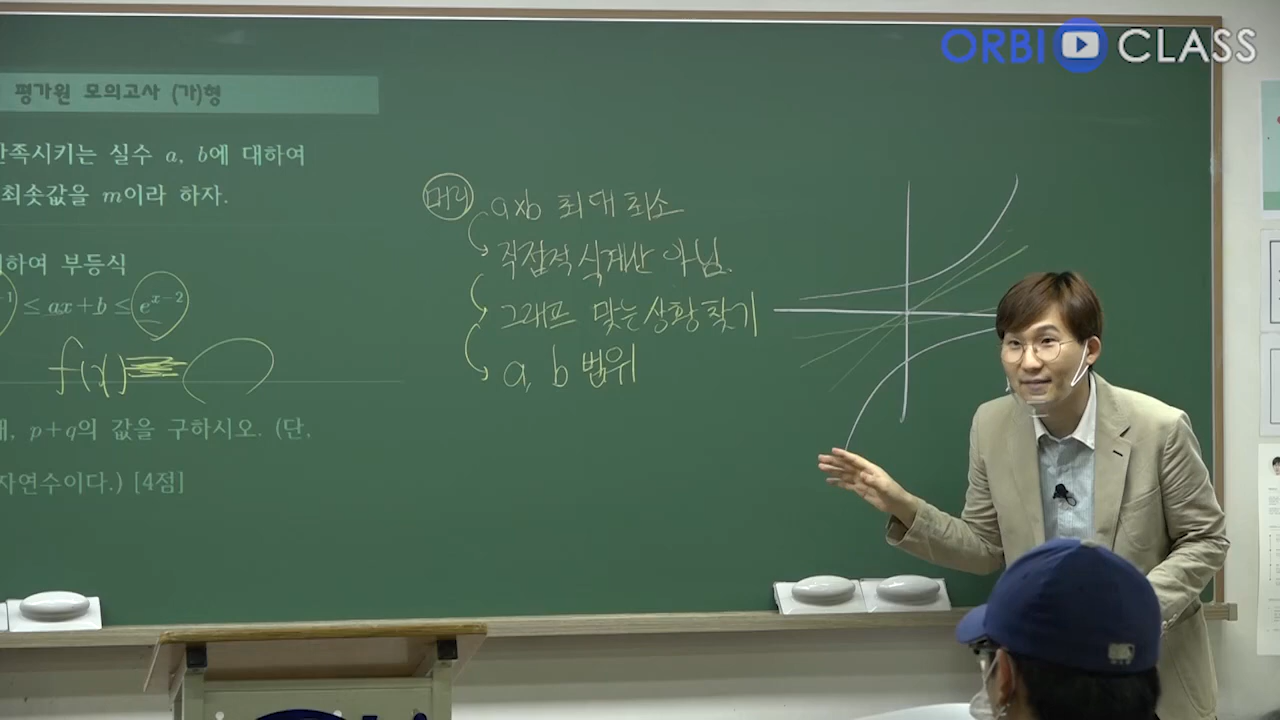 ORBI CLASS
평가원 모의고사 (가)형
족시키는 실수 a, b에 대하여
최솟값을 m이라 하자.
하여 부등식
-1 ≤ ax+b ≤ e^{x-2}
f(x)
p+q의 값을 구하시오. (단,
자연수이다.) [4점]
머리 a×b 최대 최소
직접적 식계산 아님.
그래프 맞는 상황 찾기
a, b 범위